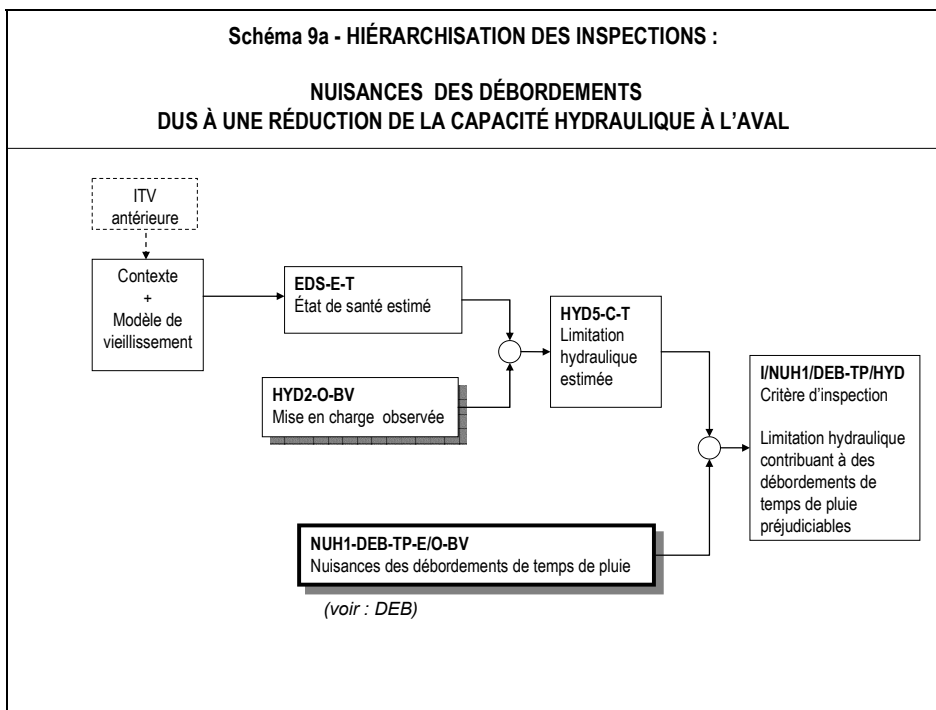 Schéma 9a - HIÉRARCHISATION DES INSPECTIONS :
NUISANCES DES DÉBORDEMENTS
DUS À UNE RÉDUCTION DE LA CAPACITÉ HYDRAULIQUE À L'AVAL
ITV
antérieure
Contexte
+
Modèle de
vieillissement
EDS-E-T
État de santé estimé
HYD2-O-BV
Mise en charge observée
HYD5-C-T
Limitation
hydraulique
estimée
I/NUH1/DEB-TP/HYD
Critère d'inspection
Limitation hydraulique
contribuant à des
débordements de
temps de pluie
préjudiciables
NUH1-DEB-TP-E/O-BV
Nuisances des débordements de temps de pluie
(voir : DEB)